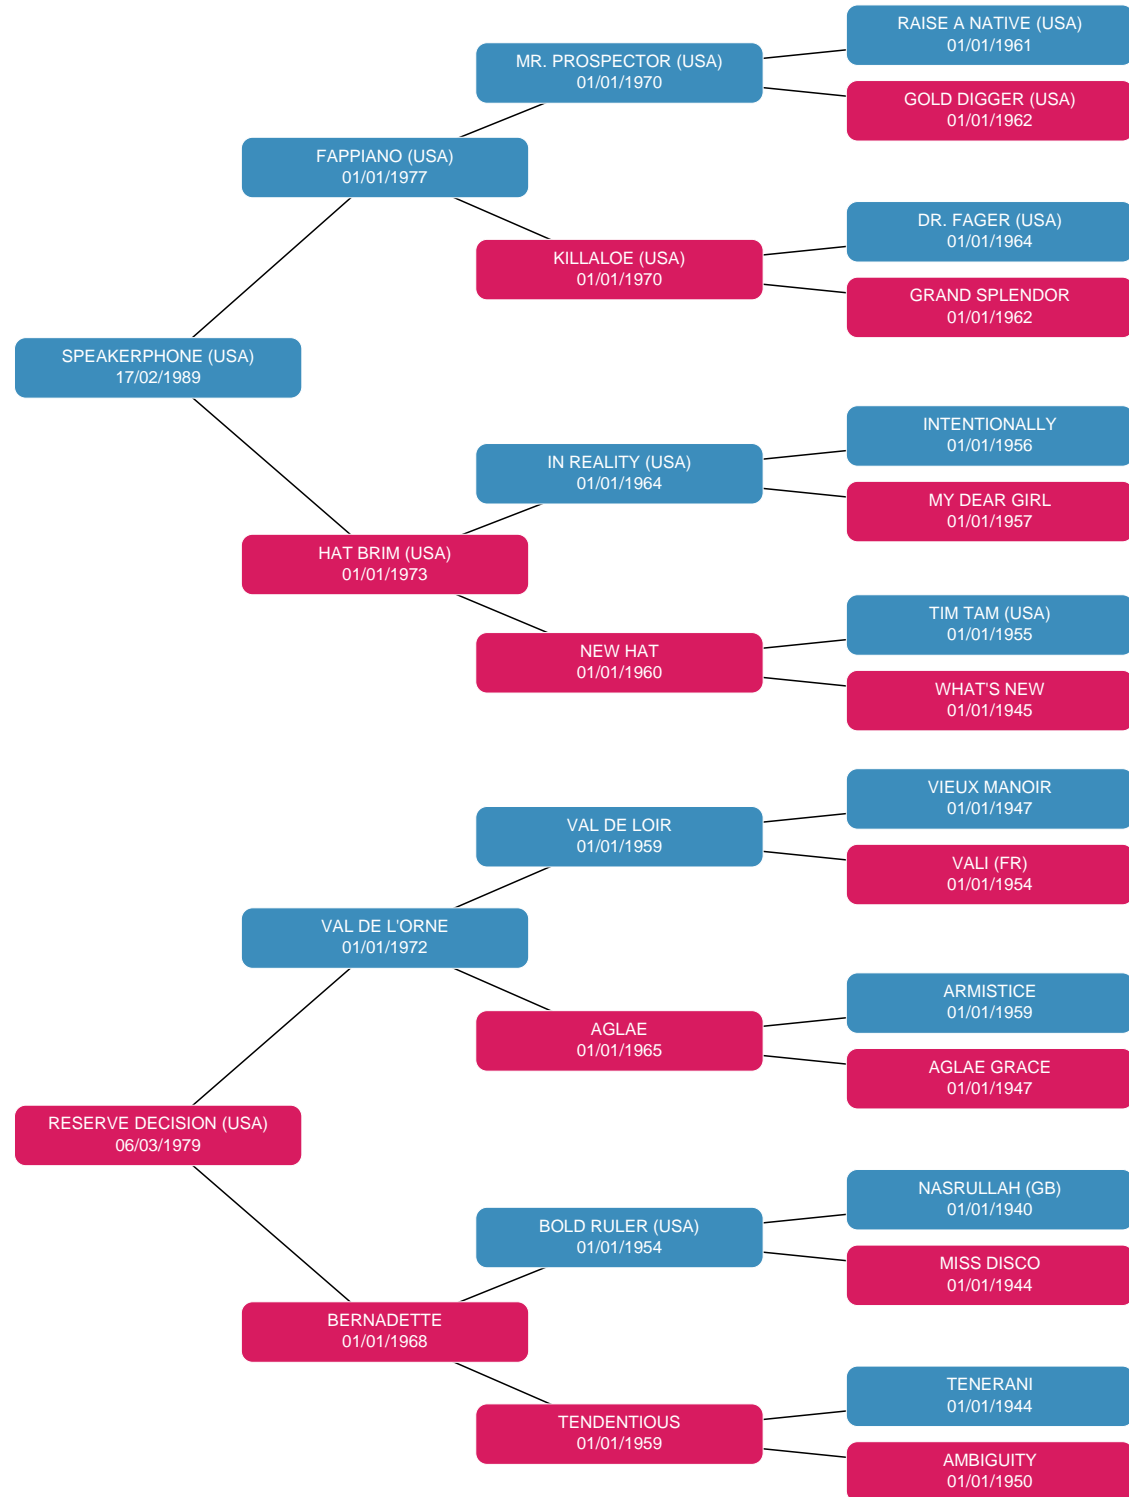 RAISE A NATIVE (USA)
01/01/1961
MR. PROSPECTOR (USA)
01/01/1970
GOLD DIGGER (USA)
01/01/1962
FAPPIANO (USA)
01/01/1977
DR. FAGER (USA)
01/01/1964
KILLALOE (USA)
01/01/1970
GRAND SPLENDOR
01/01/1962
SPEAKERPHONE (USA)
17/02/1989
INTENTIONALLY
01/01/1956
IN REALITY (USA)
01/01/1964
MY DEAR GIRL
01/01/1957
HAT BRIM (USA)
01/01/1973
TIM TAM (USA)
01/01/1955
NEW HAT
01/01/1960
WHAT'S NEW
01/01/1945
VIEUX MANOIR
01/01/1947
VAL DE LOIR
01/01/1959
VALI (FR)
01/01/1954
VAL DE L'ORNE
01/01/1972
ARMISTICE
01/01/1959
AGLAE
01/01/1965
AGLAE GRACE
01/01/1947
RESERVE DECISION (USA)
06/03/1979
NASRULLAH (GB)
01/01/1940
BOLD RULER (USA)
01/01/1954
MISS DISCO
01/01/1944
BERNADETTE
01/01/1968
TENERANI
01/01/1944
TENDENTIOUS
01/01/1959
AMBIGUITY
01/01/1950